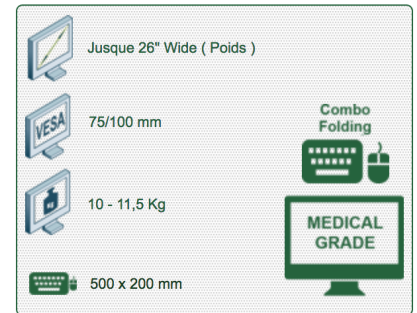 Jusque 26" Wide ( Poids )
VESA
75/100 mm
10 - 11,5 Kg
500 x 200 mm
Combo
Folding
MEDICAL
GRADE